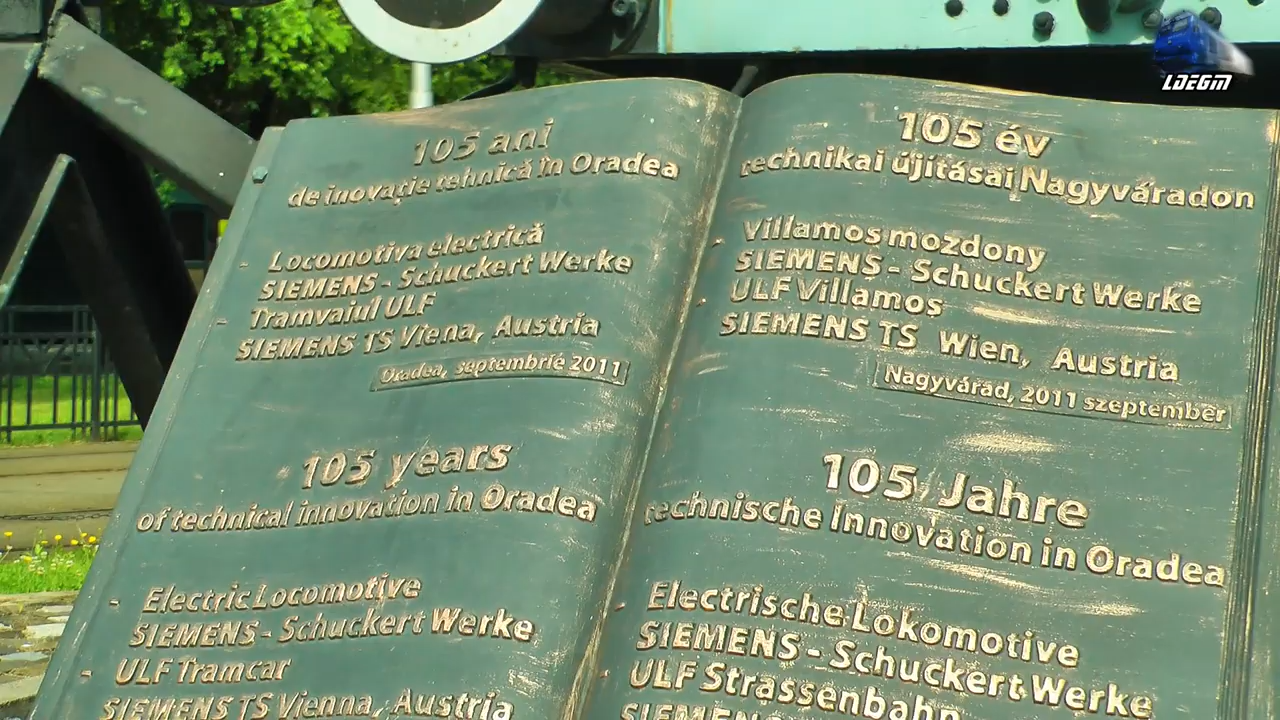 105 ani
de inovaţie tehnică în Oradea
- Locomotiva electrică
SIEMENS - Schuckert Werke
- Tramvaiul ULF
SIEMENS TS Viena, Austria
Oradea, septembrie 2011
105 years
of technical innovation in Oradea
- Electric Locomotive
SIEMENS - Schuckert Werke
- ULF Tramcar
SIEMENS TS Vienna, Austria
105 év
technikai újításai Nagyváradon
- Villamos mozdony
SIEMENS - Schuckert Werke
- ULF Villamos
SIEMENS TS Wien, Austria
Nagyvárad, 2011 szeptember
105 Jahre
technische Innovation in Oradea
- Electrische Lokomotive
SIEMENS - Schuckert Werke
- ULF Strassenbahn
SIEMENS
LDEGM